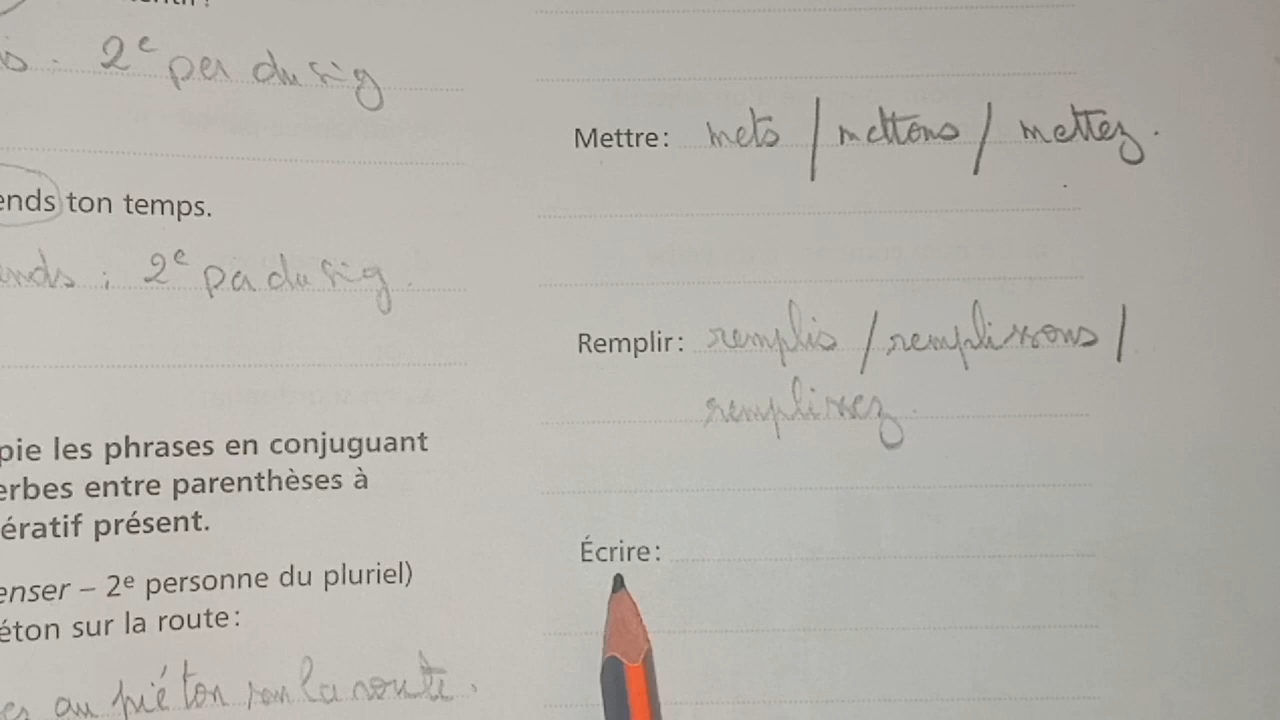 s. 2e per du sig
ends ton temps.
ends : 2e pa du sig.
pie les phrases en conjuguant
erbes entre parenthèses à
ératif présent.
enser – 2e personne du pluriel)
éton sur la route :
au piéton sur la route.
Mettre : mets / mettons / mettez.
Remplir : remplis / remplissons /
remplissez.
Écrire :